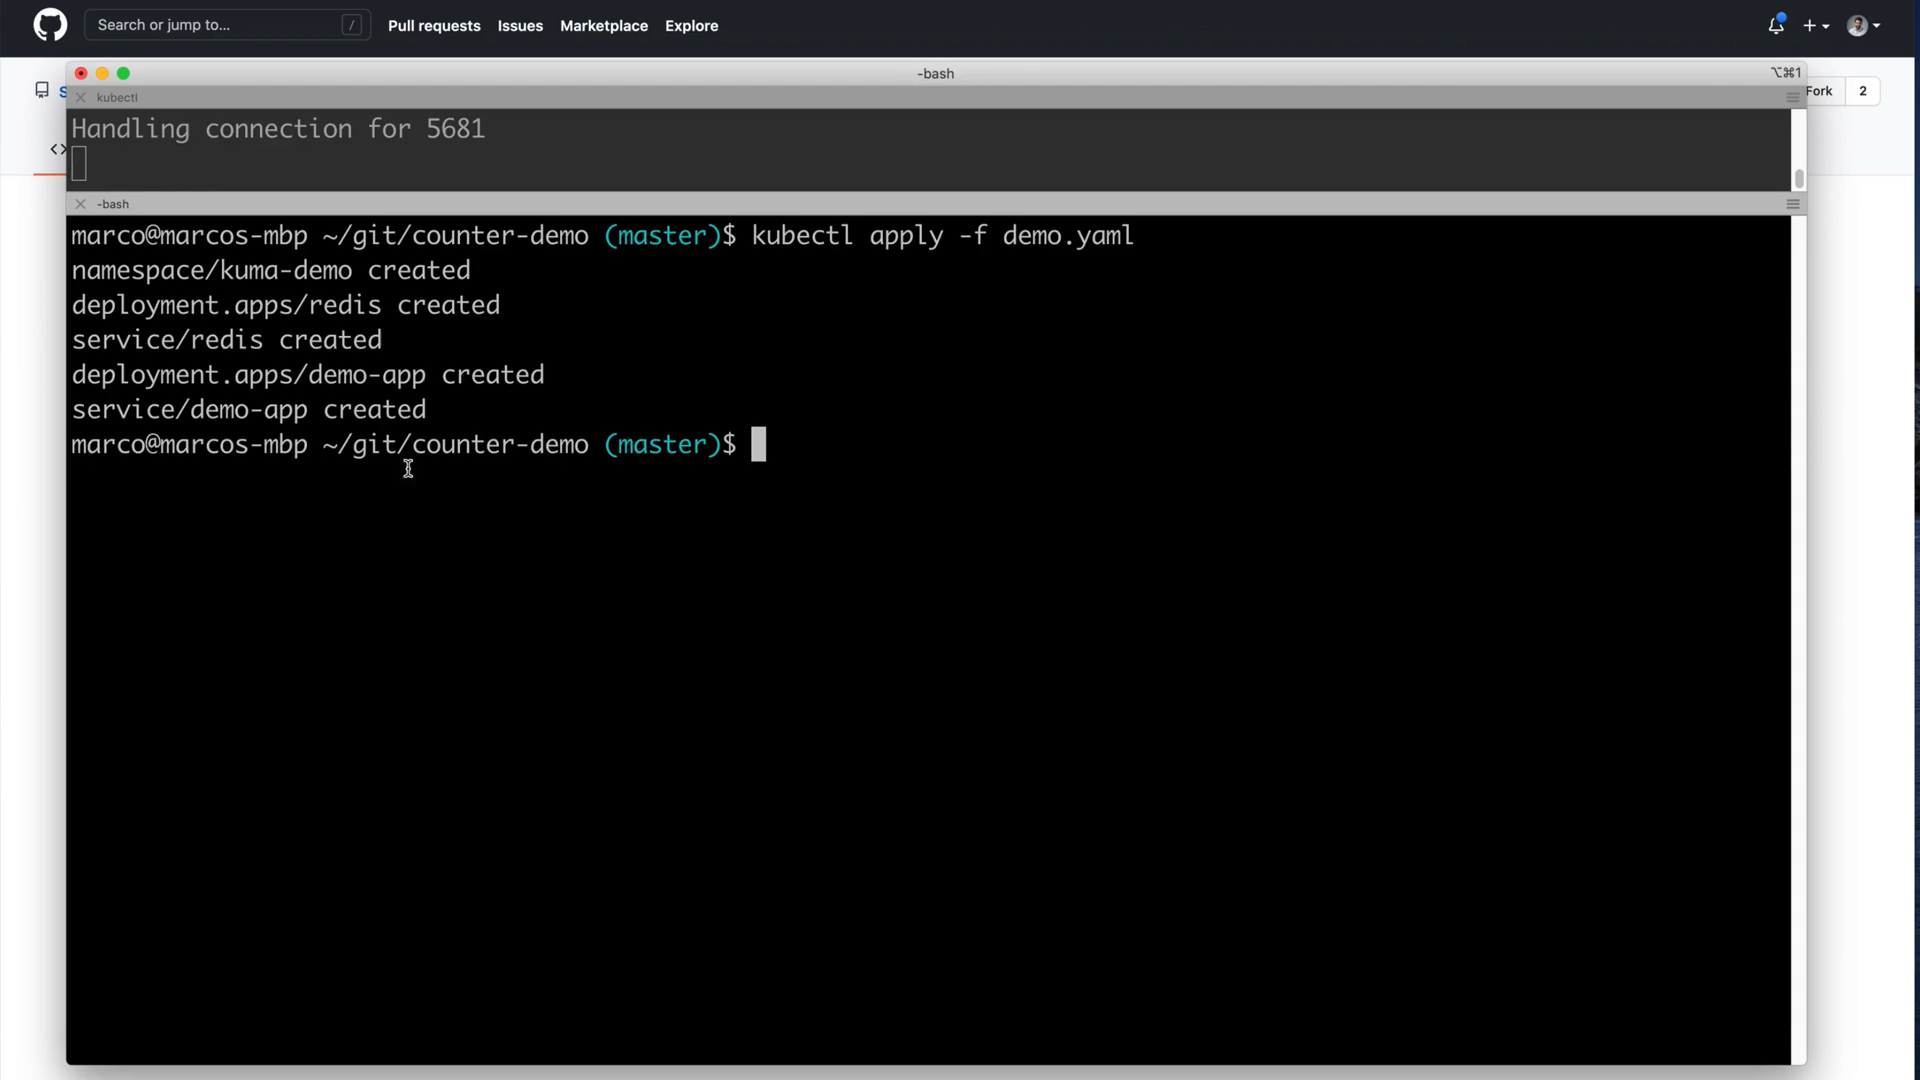 Search or jump to... / Pull requests Issues Marketplace Explore
-bash ⌥⌘1
S Fork 2
kubectl
Handling connection for 5681
-bash
marco@marcos-mbp ~/git/counter-demo (master)$ kubectl apply -f demo.yaml
namespace/kuma-demo created
deployment.apps/redis created
service/redis created
deployment.apps/demo-app created
service/demo-app created
marco@marcos-mbp ~/git/counter-demo (master)$